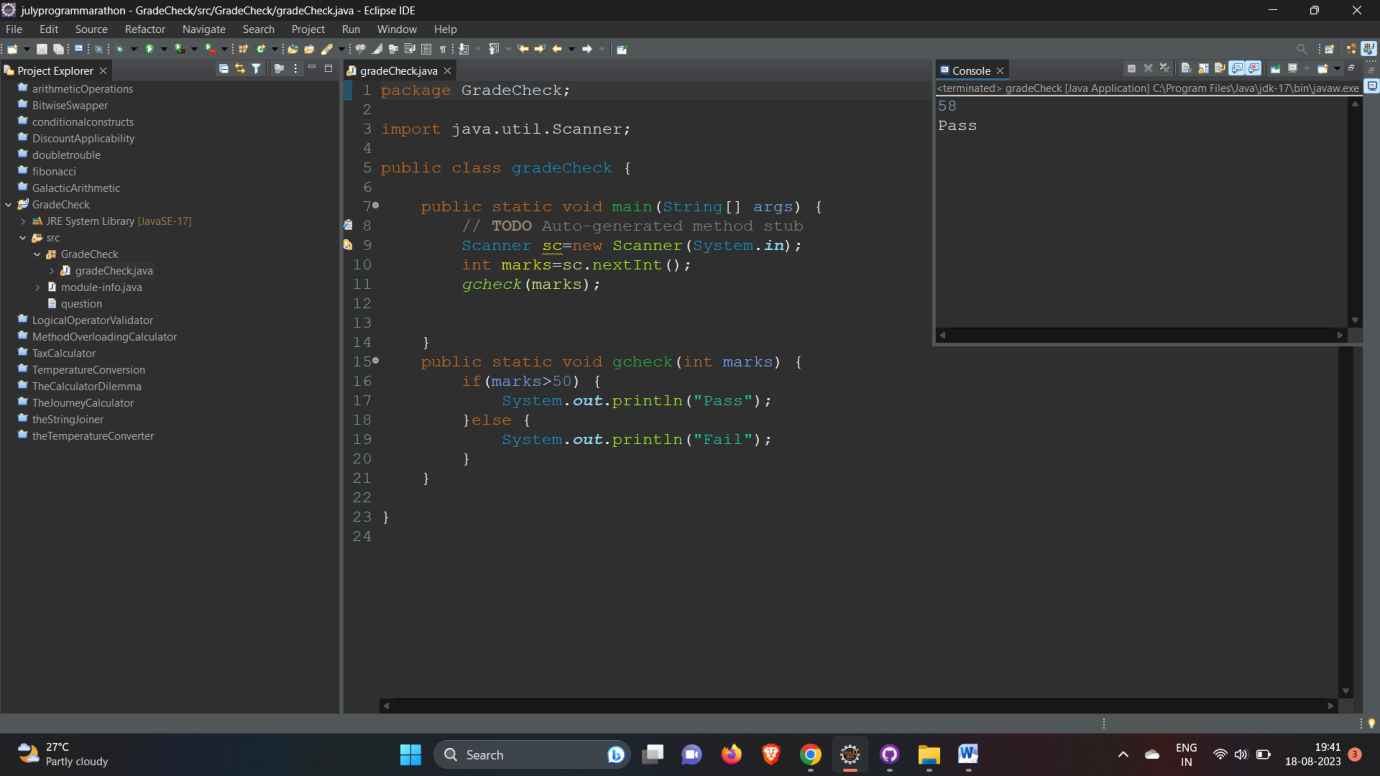 julyprogrammarathon - GradeCheck/src/GradeCheck/gradeCheck.java - Eclipse IDE
File Edit Source Refactor Navigate Search Project Run Window Help
Project Explorer
arithmeticOperations
BitwiseSwapper
conditionalconstructs
DiscountApplicability
doubletrouble
fibonacci
GalacticArithmetic
GradeCheck
JRE System Library [JavaSE-17]
src
GradeCheck
gradeCheck.java
module-info.java
question
LogicalOperatorValidator
MethodOverloadingCalculator
TaxCalculator
TemperatureConversion
TheCalculatorDilemma
TheJourneyCalculator
theStringJoiner
theTemperatureConverter
gradeCheck.java
1 package GradeCheck;
2
3 import java.util.Scanner;
4
5 public class gradeCheck {
6
7 public static void main(String[] args) {
8 // TODO Auto-generated method stub
9 Scanner sc=new Scanner(System.in);
10 int marks=sc.nextInt();
11 gcheck(marks);
12
13
14 }
15 public static void gcheck(int marks) {
16 if(marks>50) {
17 System.out.println("Pass");
18 }else {
19 System.out.println("Fail");
20 }
21 }
22
23 }
24
Console
<terminated> gradeCheck [Java Application] C:\Program Files\Java\jdk-17\bin\javaw.exe
58
Pass
27°C
Partly cloudy
Search
ENG
IN
19:41
18-08-2023
3